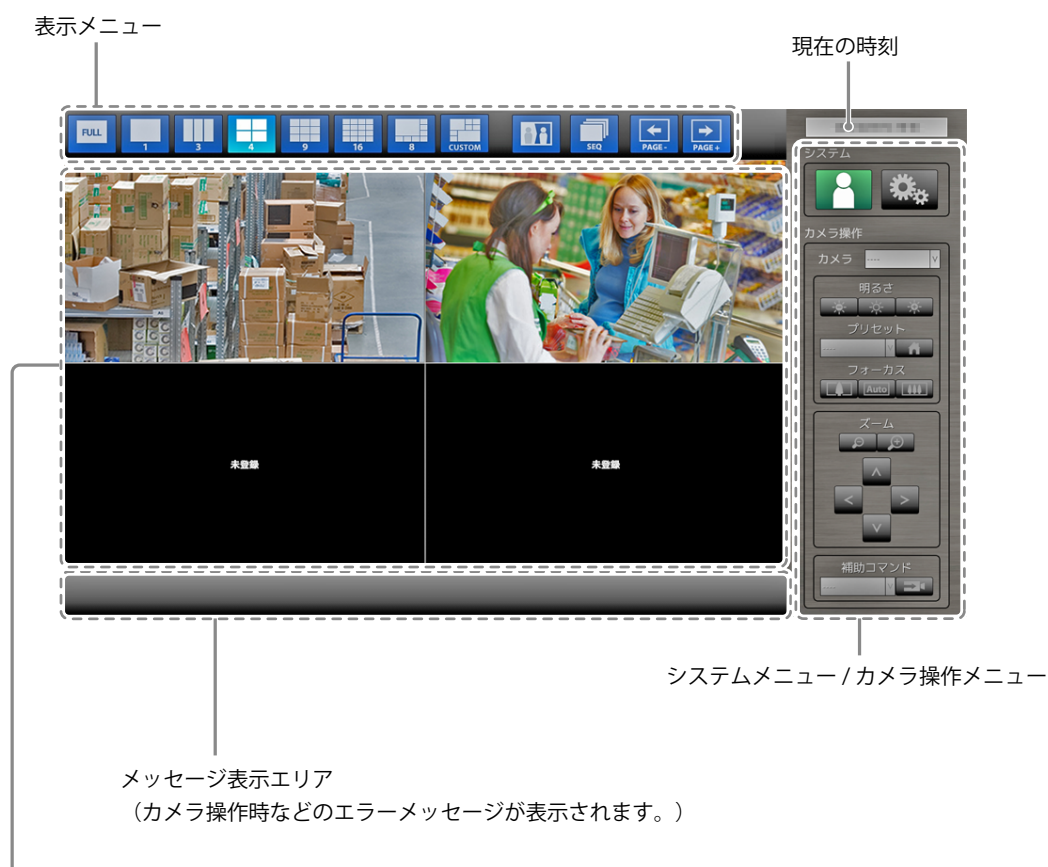 表示メニュー
現在の時刻
FULL
1
3
4
9
16
8
CUSTOM
SEQ
PAGE -
PAGE +
システム
カメラ操作
カメラ
----
明るさ
プリセット
----
フォーカス
Auto
ズーム
補助コマンド
----
未登録
未登録
システムメニュー / カメラ操作メニュー
メッセージ表示エリア
（カメラ操作時などのエラーメッセージが表示されます。）